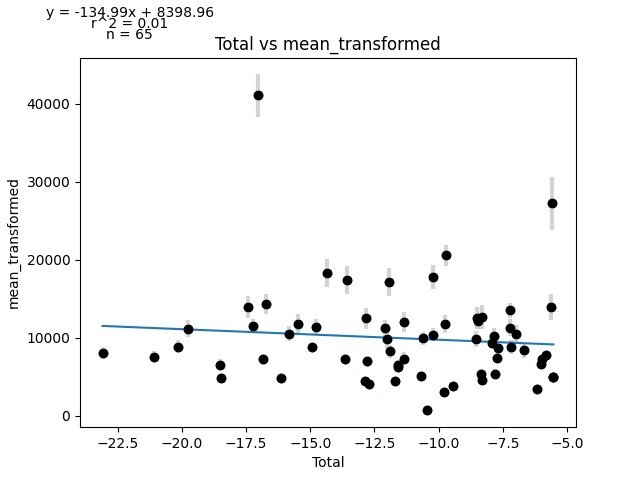 y = -134.99x + 8398.96
r^2 = 0.01
n = 65
Total vs mean_transformed
mean_transformed
40000
30000
20000
10000
0
−22.5 −20.0 −17.5 −15.0 −12.5 −10.0 −7.5 −5.0
Total